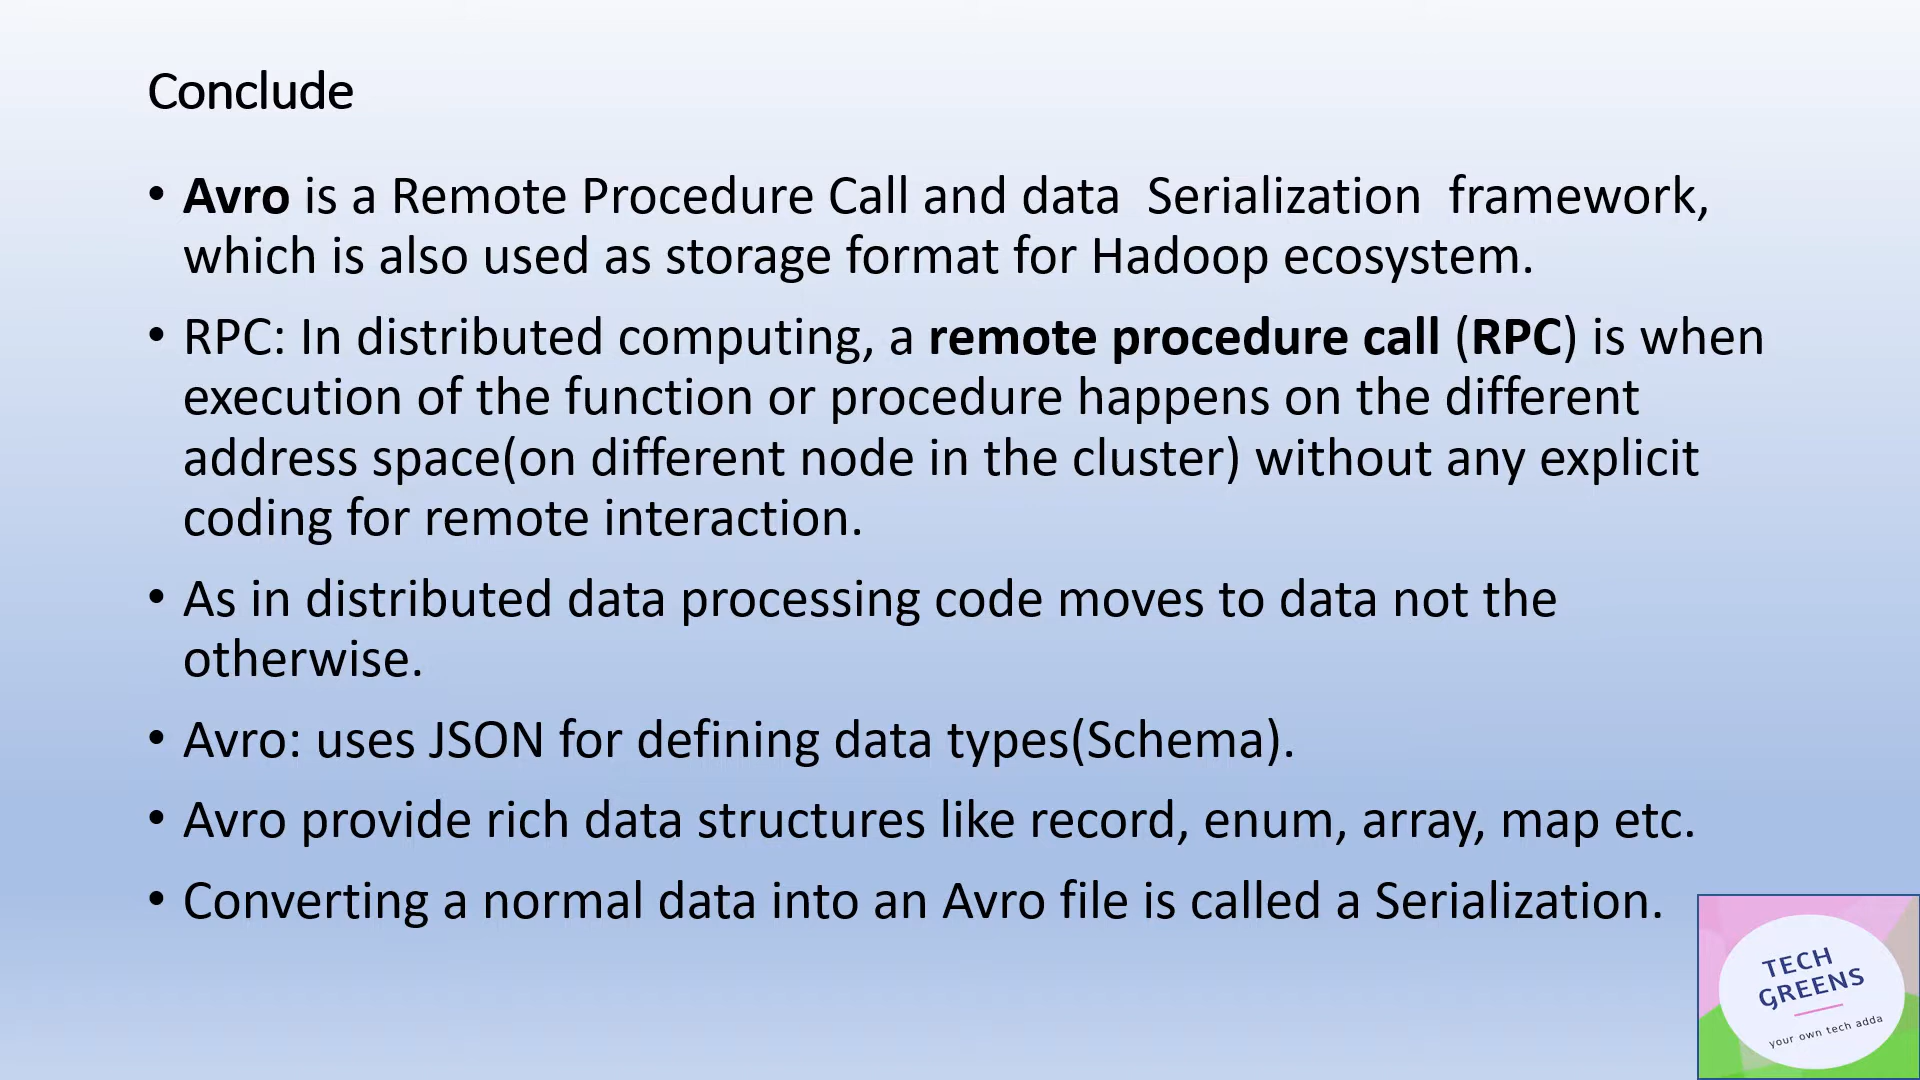 Conclude
• Avro is a Remote Procedure Call and data  Serialization  framework,
which is also used as storage format for Hadoop ecosystem.
• RPC: In distributed computing, a remote procedure call (RPC) is when
execution of the function or procedure happens on the different
address space(on different node in the cluster) without any explicit
coding for remote interaction.
• As in distributed data processing code moves to data not the
otherwise.
• Avro: uses JSON for defining data types(Schema).
• Avro provide rich data structures like record, enum, array, map etc.
• Converting a normal data into an Avro file is called a Serialization.
TECH
GREENS
your own tech adda